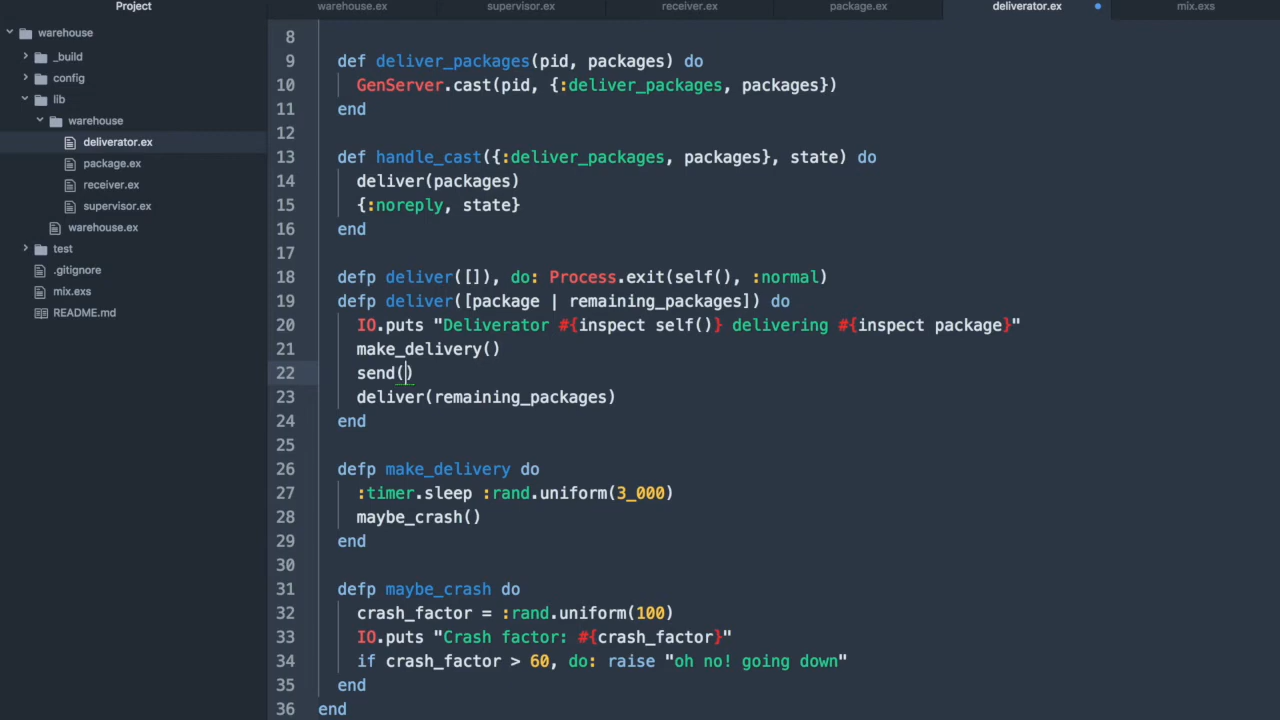 Project
warehouse.ex supervisor.ex receiver.ex package.ex deliverator.ex mix.exs
warehouse
_build
config
lib
warehouse
deliverator.ex
package.ex
receiver.ex
supervisor.ex
warehouse.ex
test
.gitignore
mix.exs
README.md
8
9 def deliver_packages(pid, packages) do
10 GenServer.cast(pid, {:deliver_packages, packages})
11 end
12
13 def handle_cast({:deliver_packages, packages}, state) do
14 deliver(packages)
15 {:noreply, state}
16 end
17
18 defp deliver([]), do: Process.exit(self(), :normal)
19 defp deliver([package | remaining_packages]) do
20 IO.puts "Deliverator #{inspect self()} delivering #{inspect package}"
21 make_delivery()
22 send()
23 deliver(remaining_packages)
24 end
25
26 defp make_delivery do
27 :timer.sleep :rand.uniform(3_000)
28 maybe_crash()
29 end
30
31 defp maybe_crash do
32 crash_factor = :rand.uniform(100)
33 IO.puts "Crash factor: #{crash_factor}"
34 if crash_factor > 60, do: raise "oh no! going down"
35 end
36 end